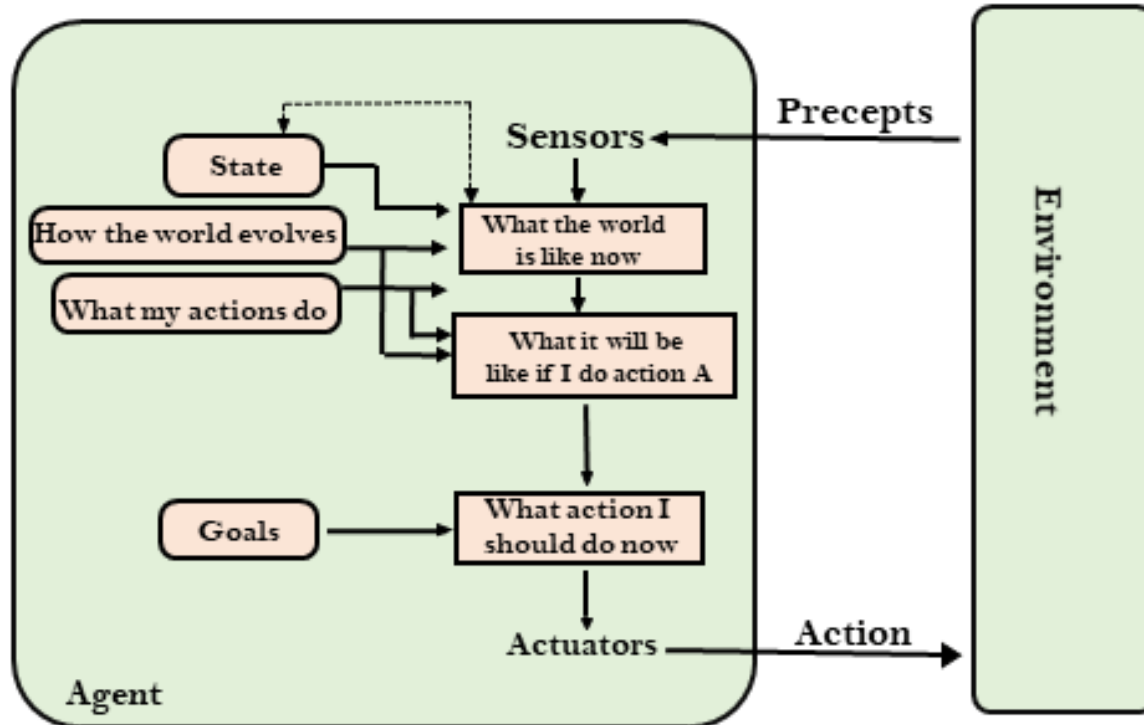 Precepts
Sensors
State
How the world evolves
What the world
is like now
What my actions do
What it will be
like if I do action A
Environment
Goals
What action I
should do now
Actuators
Action
Agent